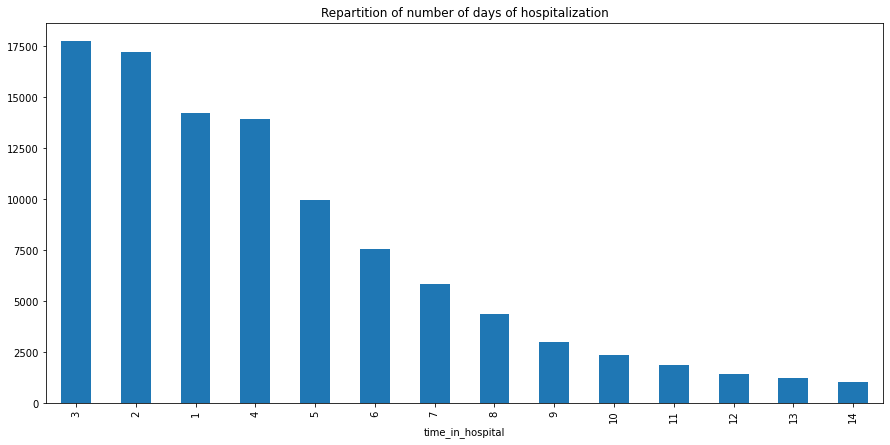 Repartition of number of days of hospitalization
17500
15000
12500
10000
7500
5000
2500
0
3 2 1 4 5 6 7 8 9 10 11 12 13 14
time_in_hospital